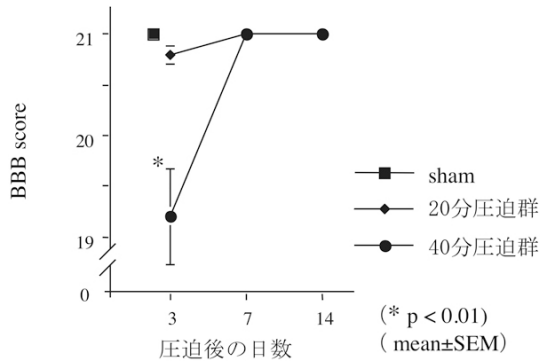 21
20
19
0
BBB score
*
3 7 14
圧迫後の日数
sham
20分圧迫群
40分圧迫群
(* p < 0.01)
( mean±SEM)